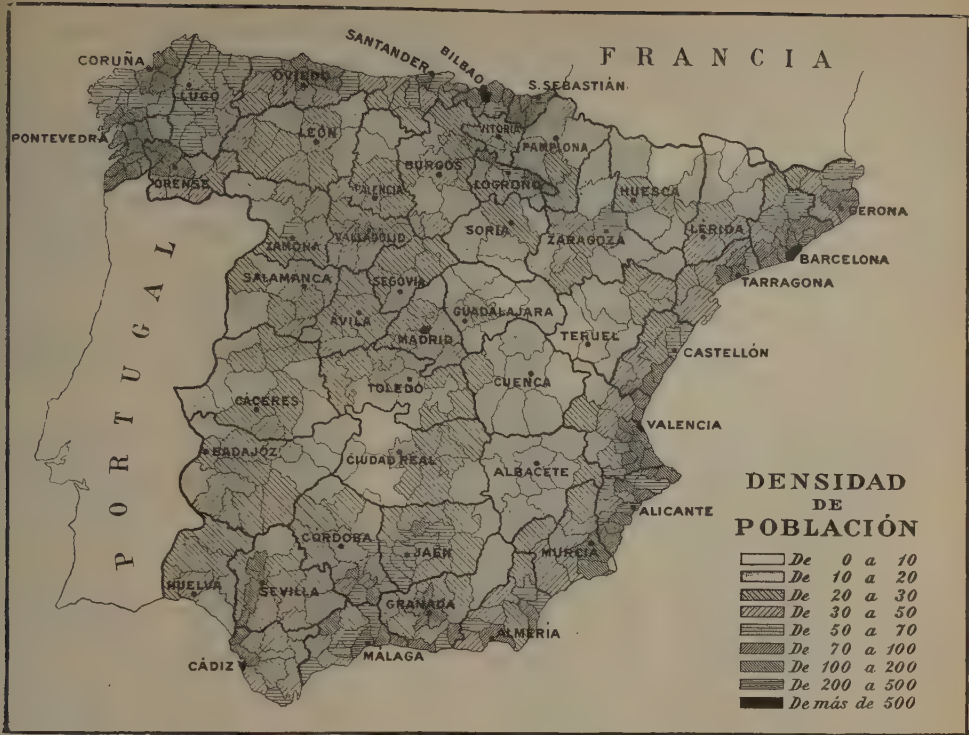 FRANCIA
SANTANDER
BILBAO
CORUÑA
OVIEDO
S. SEBASTIÁN
LUGO
VITORIA
LEÓN
PAMPLONA
PONTEVEDRA
BURGOS
ORENSE
PALENCIA
LOGROÑO
HUESCA
GERONA
SORIA
ZARAGOZA
LERIDA
ZAMORA
VALLADOLID
BARCELONA
SALAMANCA
SEGOVIA
TARRAGONA
PORTUGAL
AVILA
GUADALAJARA
MADRID
TERUEL
CASTELLÓN
CUENCA
TOLEDO
CÁCERES
VALENCIA
BADAJOZ
CIUDAD REAL
ALBACETE
ALICANTE
CÓRDOBA
JAÉN
MURCIA
HUELVA
SEVILLA
GRANADA
ALMERÍA
MÁLAGA
CÁDIZ
DENSIDAD
DE
POBLACIÓN
De 0 a 10
De 10 a 20
De 20 a 30
De 30 a 50
De 50 a 70
De 70 a 100
De 100 a 200
De 200 a 500
De más de 500